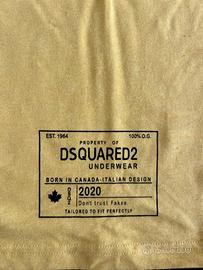 EST. 1964 100% O.G.
PROPERTY OF
DSQUARED2
UNDERWEAR
BORN IN CANADA-ITALIAN DESIGN
2020
Don't trust Fakes
TAILORED TO FIT PERFECTLY